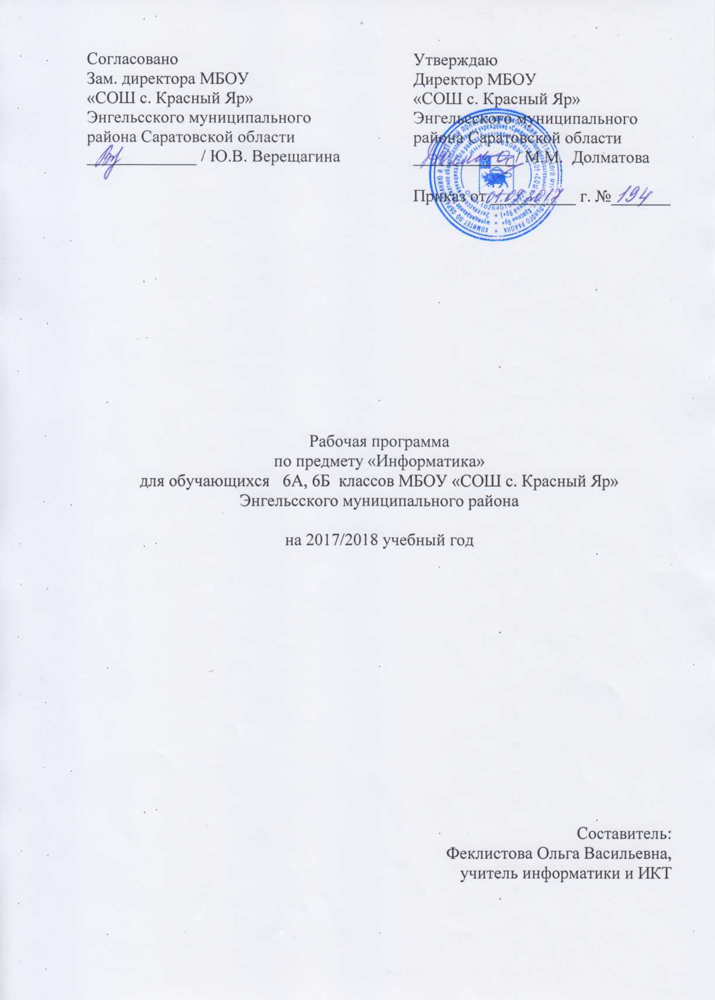 Согласовано
Зам. директора МБОУ
«СОШ с. Красный Яр»
Энгельсского муниципального
района Саратовской области
_____________ / Ю.В. Верещагина
Утверждаю
Директор МБОУ
«СОШ с. Красный Яр»
Энгельсского муниципального
района Саратовской области
____________/ М.М. Долматова
Приказ от 01.09.2017 г. № 194
Рабочая программа
по предмету «Информатика»
для обучающихся 6А, 6Б классов МБОУ «СОШ с. Красный Яр»
Энгельсского муниципального района
на 2017/2018 учебный год
Составитель:
Феклистова Ольга Васильевна,
учитель информатики и ИКТ